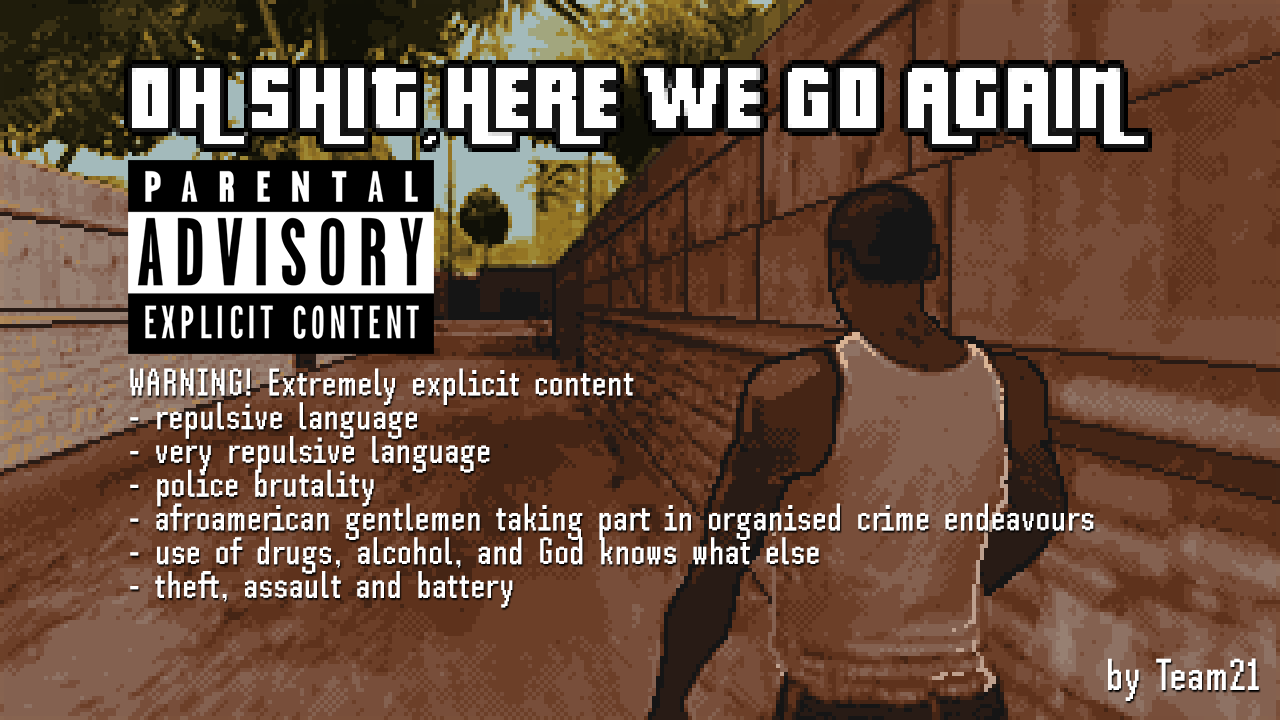 OH SHIT, HERE WE GO AGAIN
PARENTAL
ADVISORY
EXPLICIT CONTENT
WARNING! Extremely explicit content
- repulsive language
- very repulsive language
- police brutality
- afroamerican gentlemen taking part in organised crime endeavours
- use of drugs, alcohol, and God knows what else
- theft, assault and battery
by Team21